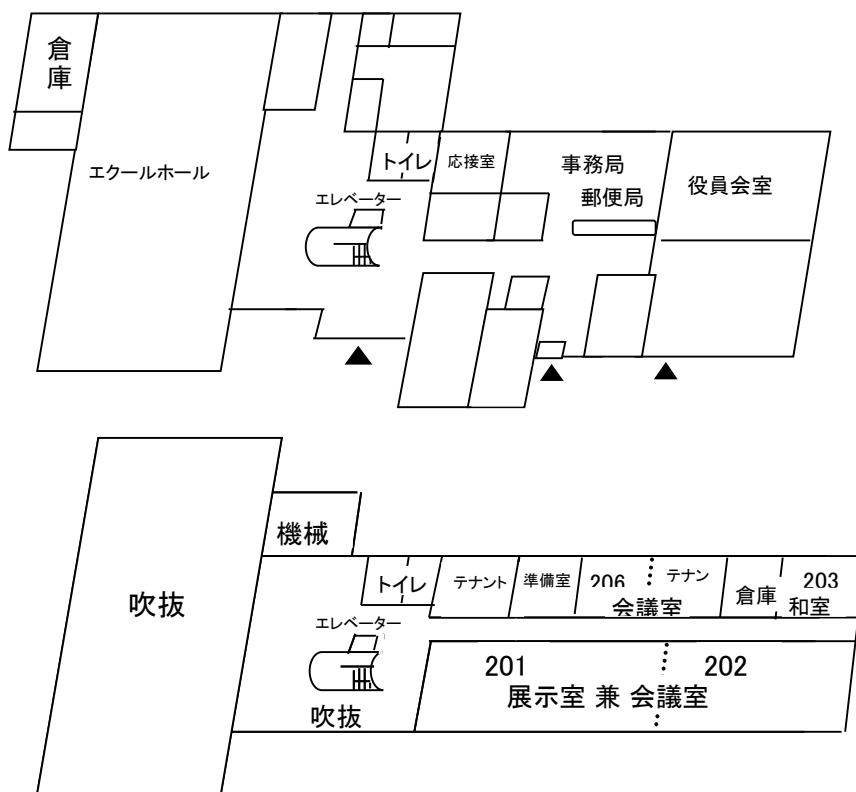 倉庫
エクールホール
トイレ
応接室
事務局
郵便局
役員会室
エレベーター
機械
吹抜
トイレ
テナント
準備室
206
テナン
会議室
倉庫
203
和室
エレベーター
201
202
展示室 兼 会議室
吹抜